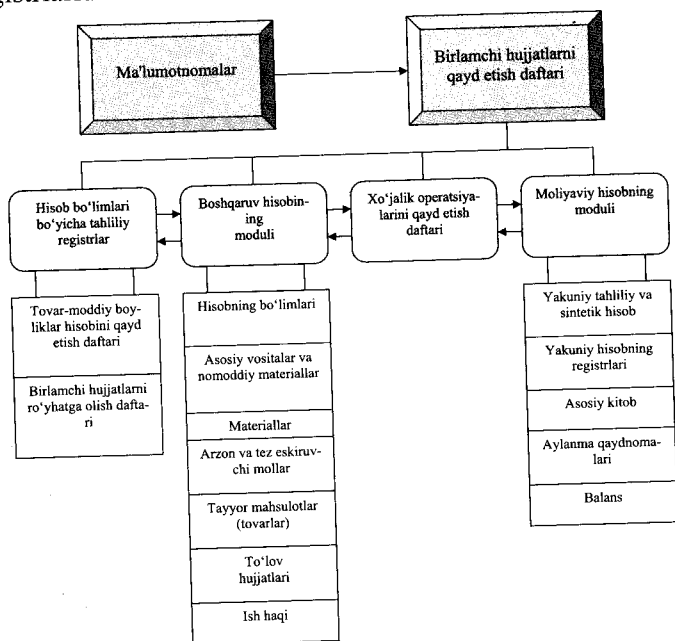 Ma'lumotnomalar
Birlamchi hujjatlarni
qayd etish daftari
Hisob bo‘limlari
bo‘yicha tahliliy
registrlar
Boshqaruv hisobin-
ing
moduli
Xo‘jalik operatsiya-
larini qayd etish
daftari
Moliyaviy hisobning
moduli
Tovar-moddiy boy-
liklar hisobini qayd
etish daftari
Birlamchi hujjatlarni
ro‘yhatga olish dafta-
ri
Hisobning bo‘limlari
Asosiy vositalar va
nomoddiy materiallar
Materiallar
Arzon va tez eskiruv-
chi mollar
Tayyor mahsulotlar
(tovarlar)
To‘lov
hujjatlari
Ish haqi
Yakuniy tahliliy va
sintetik hisob
Yakuniy hisobning
registrlari
Asosiy kitob
Aylanma qaydnoma-
lari
Balans